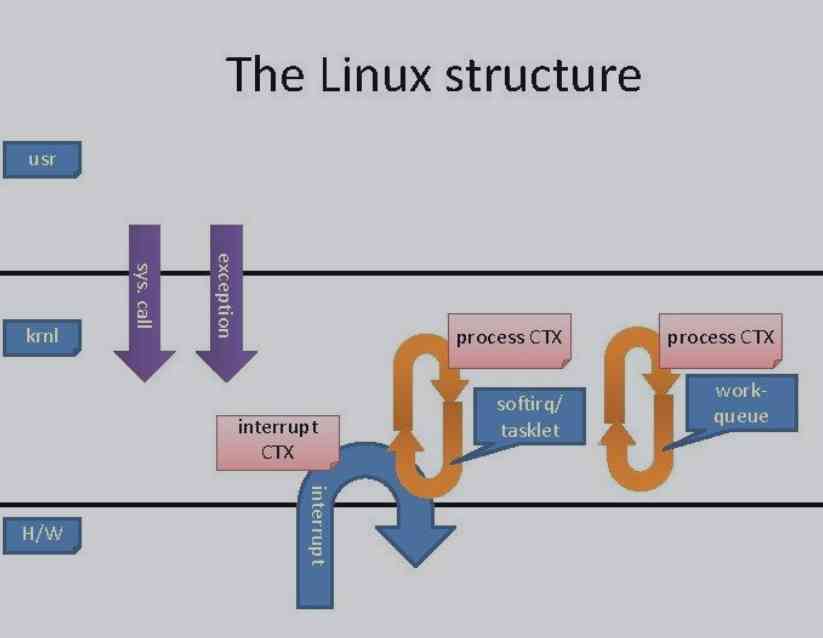 The Linux structure
usr
sys. call
exception
krnl
process CTX
process CTX
softirq/
tasklet
work-
queue
interrupt
CTX
interrupt
H/W